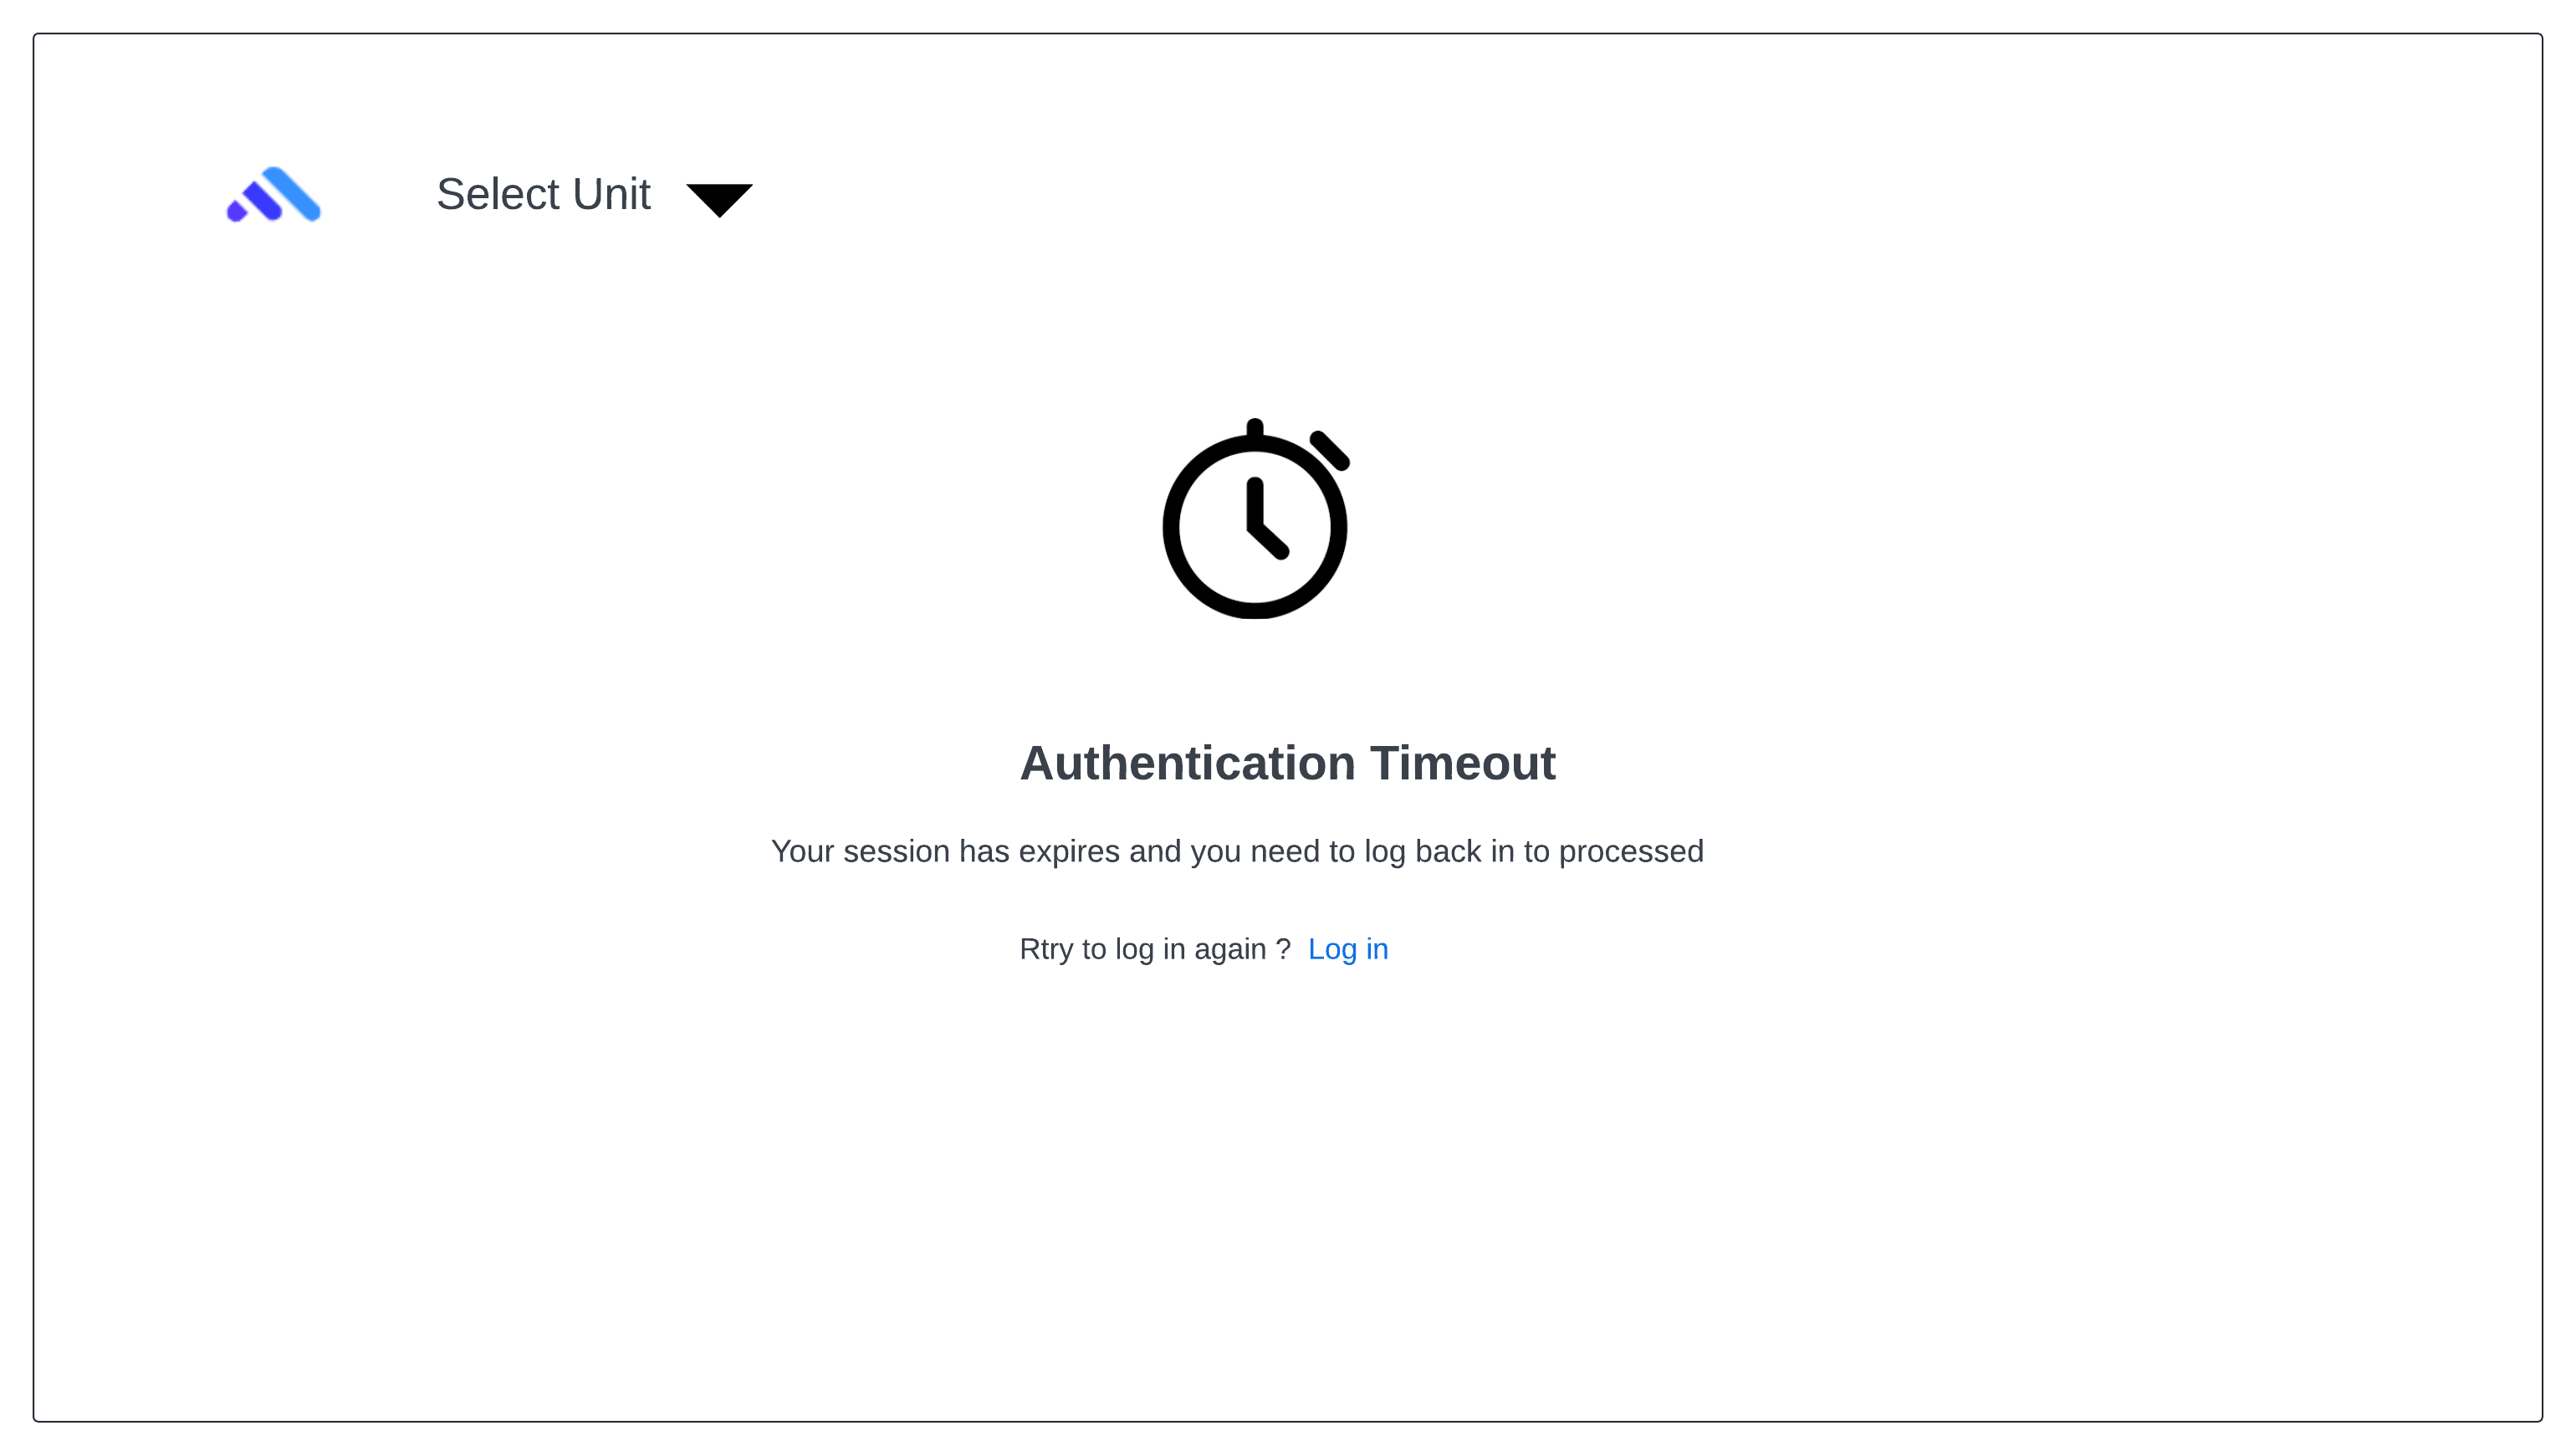 Select Unit
Authentication Timeout
Your session has expires and you need to log back in to processed
Rtry to log in again ? Log in